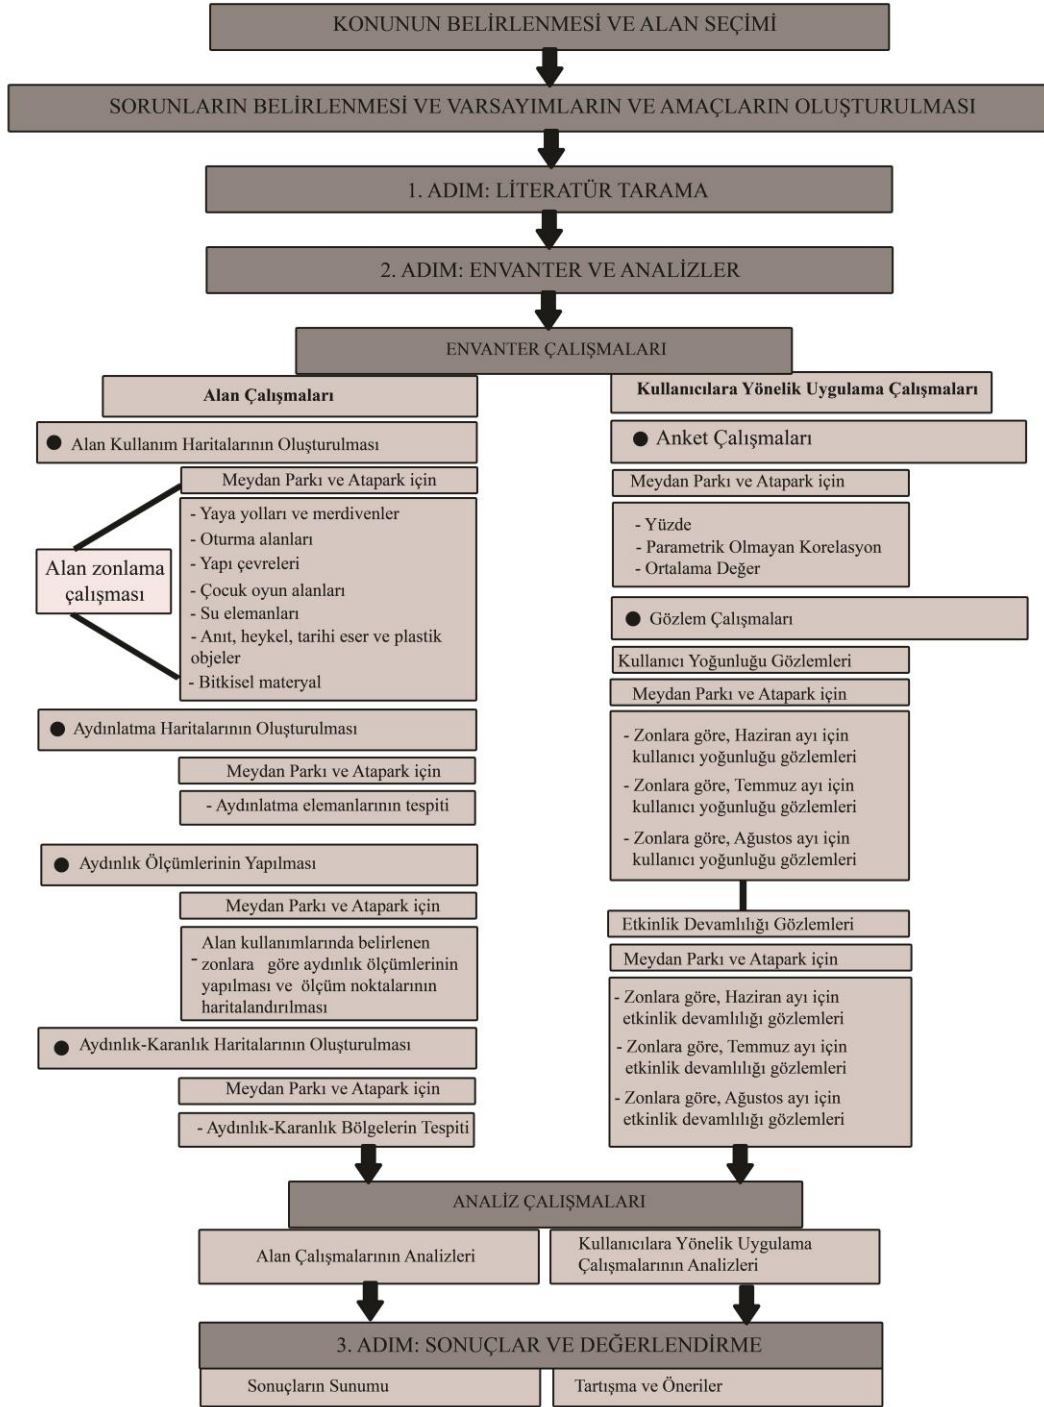 KONUNUN BELİRLENMESİ VE ALAN SEÇİMİ
SORUNLARIN BELİRLENMESİ VE VARSAYIMLARIN VE AMAÇLARIN OLUŞTURULMASI
1. ADIM: LİTERATÜR TARAMA
2. ADIM: ENVANTER VE ANALİZLER
ENVANTER ÇALIŞMALARI
Alan Çalışmaları
● Alan Kullanım Haritalarının Oluşturulması
Meydan Parkı ve Atapark için
Alan zonlama
çalışması
- Yaya yolları ve merdivenler
- Oturma alanları
- Yapı çevreleri
- Çocuk oyun alanları
- Su elemanları
- Anıt, heykel, tarihi eser ve plastik
objeler
- Bitkisel materyal
● Aydınlatma Haritalarının Oluşturulması
Meydan Parkı ve Atapark için
- Aydınlatma elemanlarının tespiti
● Aydınlık Ölçümlerinin Yapılması
Meydan Parkı ve Atapark için
Alan kullanımlarında belirlenen
- zonlara göre aydınlık ölçümlerinin
yapılması ve ölçüm noktalarının
haritalandırılması
● Aydınlık-Karanlık Haritalarının Oluşturulması
Meydan Parkı ve Atapark için
- Aydınlık-Karanlık Bölgelerin Tespiti
Kullanıcılara Yönelik Uygulama Çalışmaları
● Anket Çalışmaları
Meydan Parkı ve Atapark için
- Yüzde
- Parametrik Olmayan Korelasyon
- Ortalama Değer
● Gözlem Çalışmaları
Kullanıcı Yoğunluğu Gözlemleri
Meydan Parkı ve Atapark için
- Zonlara göre, Haziran ayı için
kullanıcı yoğunluğu gözlemleri
- Zonlara göre, Temmuz ayı için
kullanıcı yoğunluğu gözlemleri
- Zonlara göre, Ağustos ayı için
kullanıcı yoğunluğu gözlemleri
Etkinlik Devamlılığı Gözlemleri
Meydan Parkı ve Atapark için
- Zonlara göre, Haziran ayı için
etkinlik devamlılığı gözlemleri
- Zonlara göre, Temmuz ayı için
etkinlik devamlılığı gözlemleri
- Zonlara göre, Ağustos ayı için
etkinlik devamlılığı gözlemleri
ANALİZ ÇALIŞMALARI
Alan Çalışmalarının Analizleri
Kullanıcılara Yönelik Uygulama
Çalışmalarının Analizleri
3. ADIM: SONUÇLAR VE DEĞERLENDİRME
Sonuçların Sunumu
Tartışma ve Öneriler